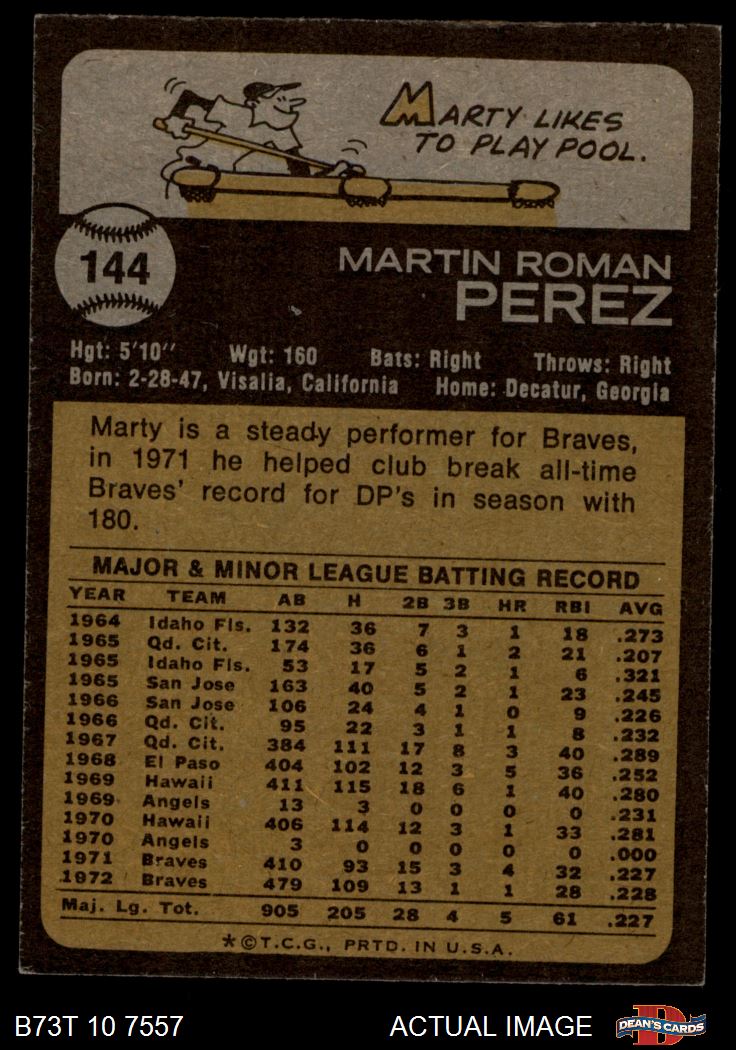 MARTY LIKES
TO PLAY POOL.
144
MARTIN ROMAN
PEREZ
Hgt: 5'10" Wgt: 160 Bats: Right Throws: Right
Born: 2-28-47, Visalia, California Home: Decatur, Georgia
Marty is a steady performer for Braves,
in 1971 he helped club break all-time
Braves' record for DP's in season with
180.
MAJOR & MINOR LEAGUE BATTING RECORD
YEAR TEAM AB H 2B 3B HR RBI AVG
1964 Idaho Fls. 132 36 7 3 1 18 .273
1965 Qd. Cit. 174 36 6 1 2 21 .207
1965 Idaho Fls. 53 17 5 2 1 6 .321
1965 San Jose 163 40 5 2 1 23 .245
1966 San Jose 106 24 4 1 0 9 .226
1966 Qd. Cit. 95 22 3 1 1 8 .232
1967 Qd. Cit. 384 111 17 8 3 40 .289
1968 El Paso 404 102 12 3 5 36 .252
1969 Hawaii 411 115 18 6 1 40 .280
1969 Angels 13 3 0 0 0 0 .231
1970 Hawaii 406 114 12 3 1 33 .281
1970 Angels 3 0 0 0 0 0 .000
1971 Braves 410 93 15 3 4 32 .227
1972 Braves 479 109 13 1 1 28 .228
Maj. Lg. Tot. 905 205 28 4 5 61 .227
*©T.C.G., PRTD. IN U.S.A.
B73T 10 7557 ACTUAL IMAGE DEAN'S CARDS